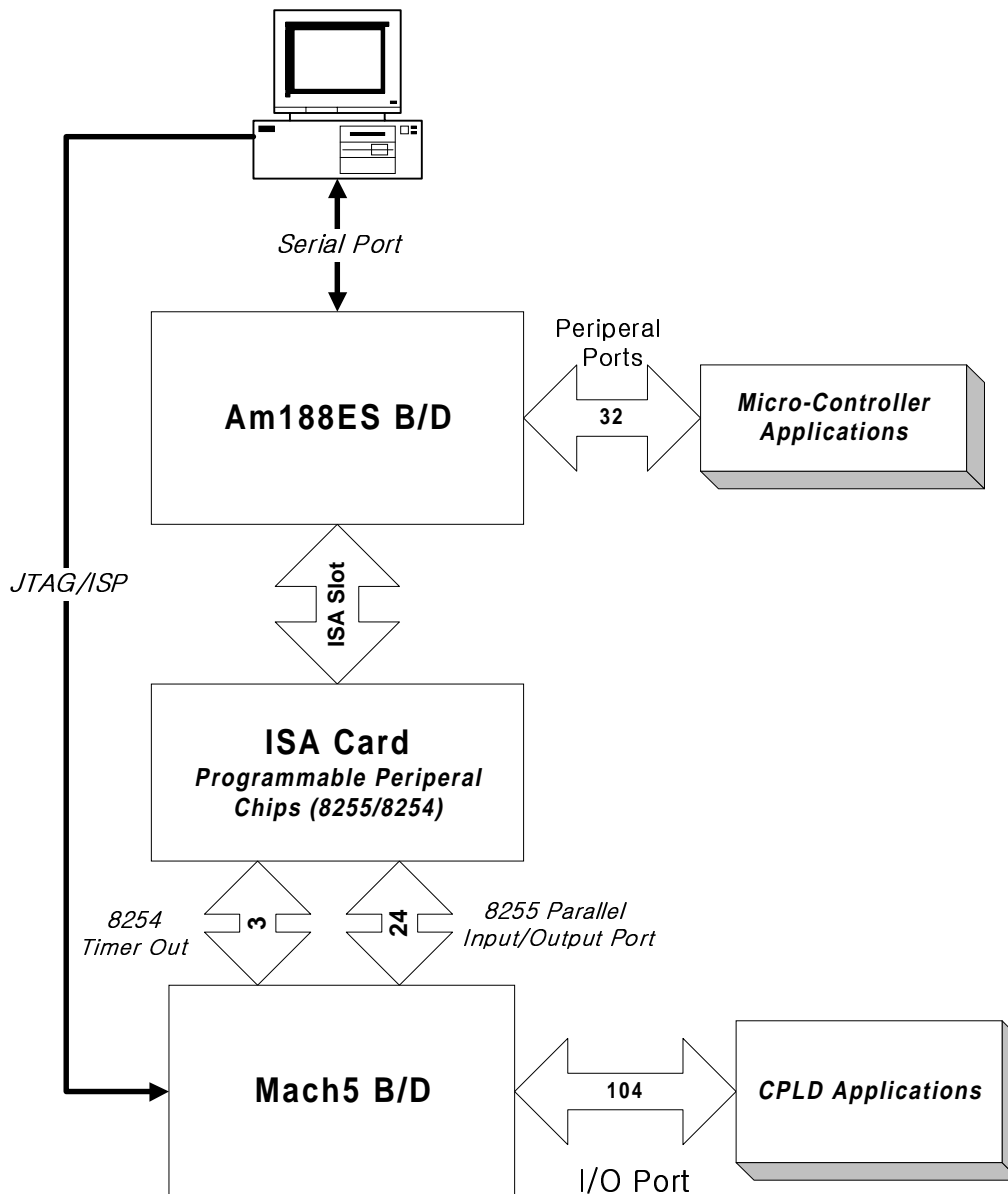 Serial Port
Periperal
Ports
Am188ES B/D
32
Micro-Controller
Applications
JTAG/ISP
ISA Slot
ISA Card
Programmable Periperal
Chips (8255/8254)
8254
Timer Out
3
24
8255 Parallel
Input/Output Port
Mach5 B/D
104
CPLD Applications
I/O Port